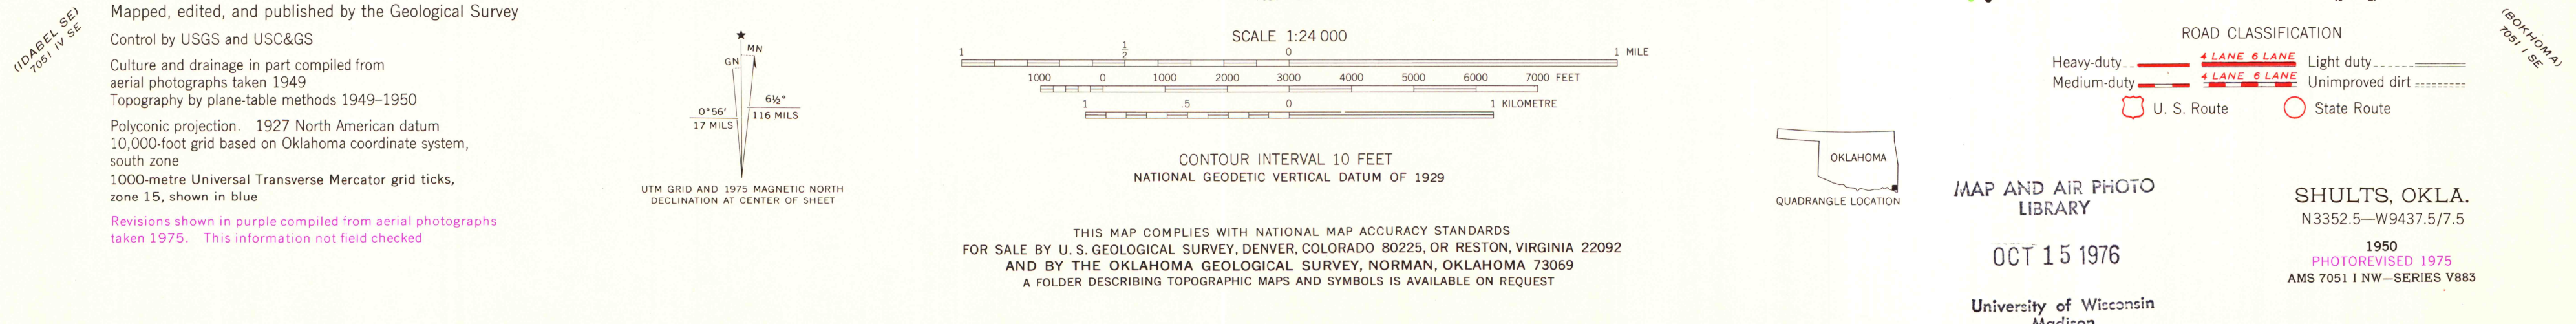 (IDABEL SE)
7051 IV SE
Mapped, edited, and published by the Geological Survey
Control by USGS and USC&GS
Culture and drainage in part compiled from
aerial photographs taken 1949
Topography by plane-table methods 1949–1950
Polyconic projection. 1927 North American datum
10,000-foot grid based on Oklahoma coordinate system,
south zone
1000-metre Universal Transverse Mercator grid ticks,
zone 15, shown in blue
Revisions shown in purple compiled from aerial photographs
taken 1975. This information not field checked
MN
GN
0°56′
17 MILS
6½°
116 MILS
UTM GRID AND 1975 MAGNETIC NORTH
DECLINATION AT CENTER OF SHEET
SCALE 1:24 000
1 ½ 0 1 MILE
1000 0 1000 2000 3000 4000 5000 6000 7000 FEET
1 .5 0 1 KILOMETRE
CONTOUR INTERVAL 10 FEET
NATIONAL GEODETIC VERTICAL DATUM OF 1929
THIS MAP COMPLIES WITH NATIONAL MAP ACCURACY STANDARDS
FOR SALE BY U. S. GEOLOGICAL SURVEY, DENVER, COLORADO 80225, OR RESTON, VIRGINIA 22092
AND BY THE OKLAHOMA GEOLOGICAL SURVEY, NORMAN, OKLAHOMA 73069
A FOLDER DESCRIBING TOPOGRAPHIC MAPS AND SYMBOLS IS AVAILABLE ON REQUEST
OKLAHOMA
QUADRANGLE LOCATION
MAP AND AIR PHOTO
LIBRARY
OCT 15 1976
University of Wisconsin
Madison
ROAD CLASSIFICATION
Heavy-duty 4 LANE 6 LANE Light duty
Medium-duty 4 LANE 6 LANE Unimproved dirt
U. S. Route State Route
SHULTS, OKLA.
N3352.5—W9437.5/7.5
1950
PHOTOREVISED 1975
AMS 7051 I NW—SERIES V883
(BOKHOMA)
7051 I SE